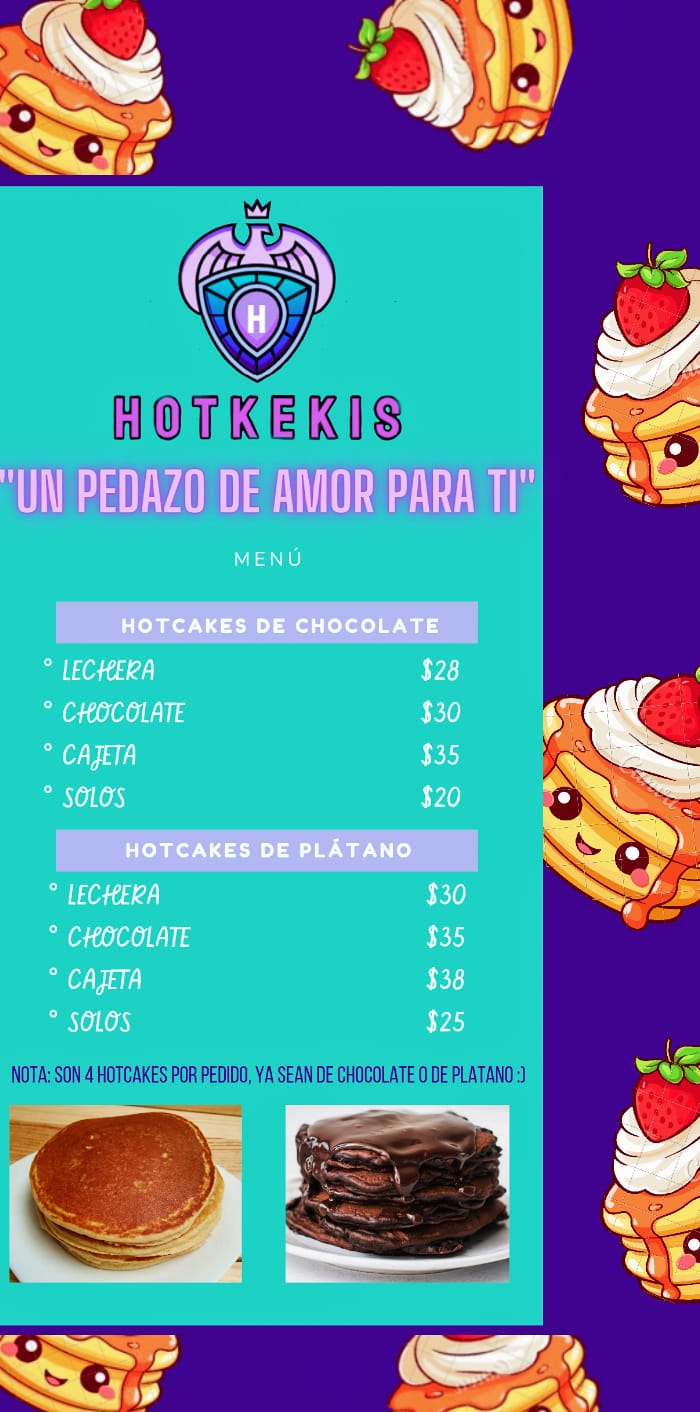 H
HOTKEKIS
"UN PEDAZO DE AMOR PARA TI"
MENÚ
HOTCAKES DE CHOCOLATE
° LECHERA $28
° CHOCOLATE $30
° CAJETA $35
° SOLOS $20
HOTCAKES DE PLÁTANO
° LECHERA $30
° CHOCOLATE $35
° CAJETA $38
° SOLOS $25
NOTA: SON 4 HOTCAKES POR PEDIDO, YA SEAN DE CHOCOLATE O DE PLATANO :)